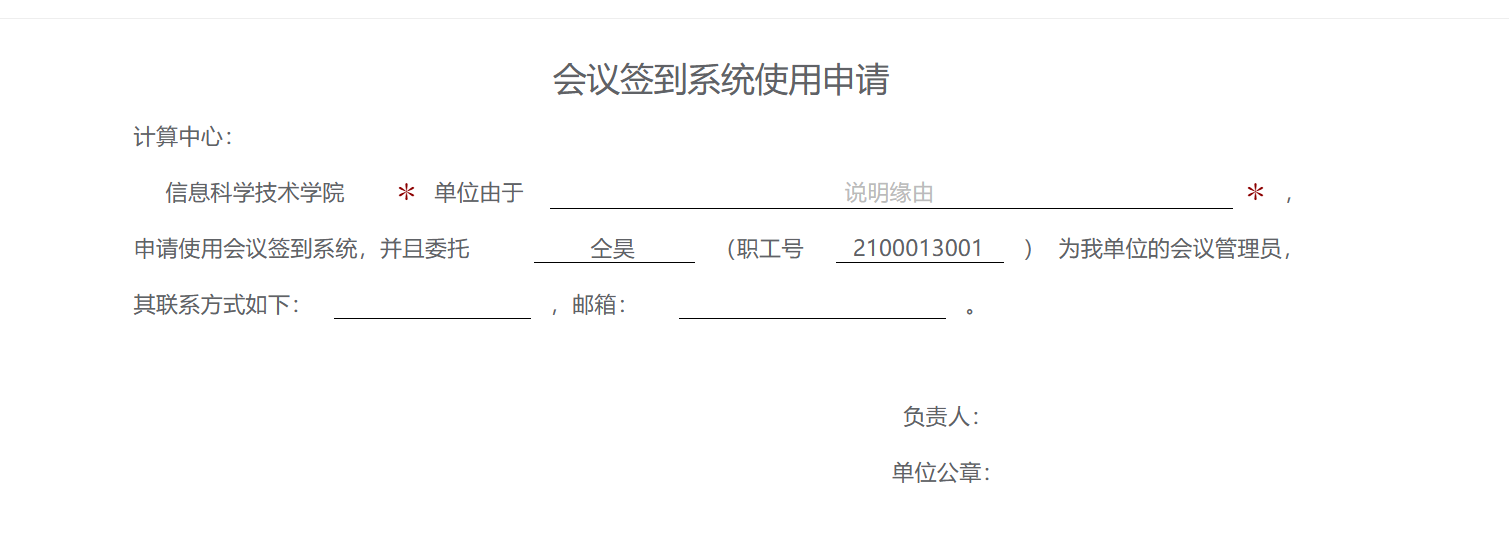 会议签到系统使用申请
计算中心：
信息科学技术学院 * 单位由于 说明缘由 * ，
申请使用会议签到系统，并且委托 仝昊 （职工号 2100013001 ） 为我单位的会议管理员，
其联系方式如下： ，邮箱： 。
负责人：
单位公章：